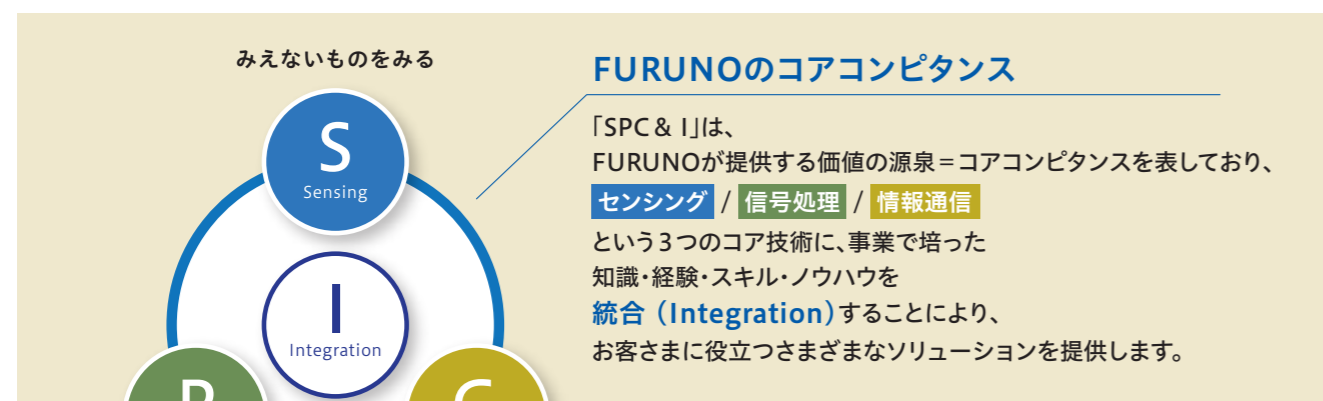 みえないものをみる
S
Sensing
I
Integration
P
C
FURUNOのコアコンピタンス
「SPC & I」は、
FURUNOが提供する価値の源泉=コアコンピタンスを表しており、
センシング / 信号処理 / 情報通信
という3つのコア技術に、事業で培った
知識・経験・スキル・ノウハウを
統合(Integration)することにより、
お客さまに役立つさまざまなソリューションを提供します。